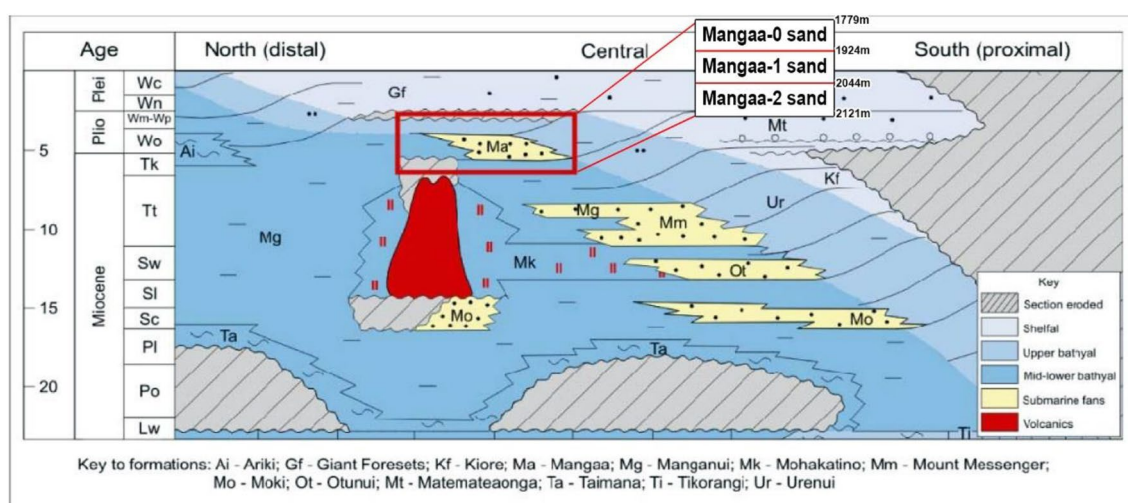 Age
North (distal)
Central
South (proximal)
Mangaa-0 sand
1779m
1924m
Mangaa-1 sand
2044m
Mangaa-2 sand
2121m
Plei
Plio
Miocene
5
10
15
20
Wc
Wn
Wm-Wp
Wo
Tk
Tt
Sw
Sl
Sc
Pl
Po
Lw
Gf
Mt
Ma
Ai
Kf
Ur
Mg
Mg
Mm
Mk
Ot
Mo
Mo
Ta
Ta
Ti
Key
Section eroded
Shelfal
Upper bathyal
Mid-lower bathyal
Submarine fans
Volcanics
Key to formations: Ai - Ariki; Gf - Giant Foresets; Kf - Kiore; Ma - Mangaa; Mg - Manganui; Mk - Mohakatino; Mm - Mount Messenger;
Mo - Moki; Ot - Otunui; Mt - Matemateaonga; Ta - Taimana; Ti - Tikorangi; Ur - Urenui